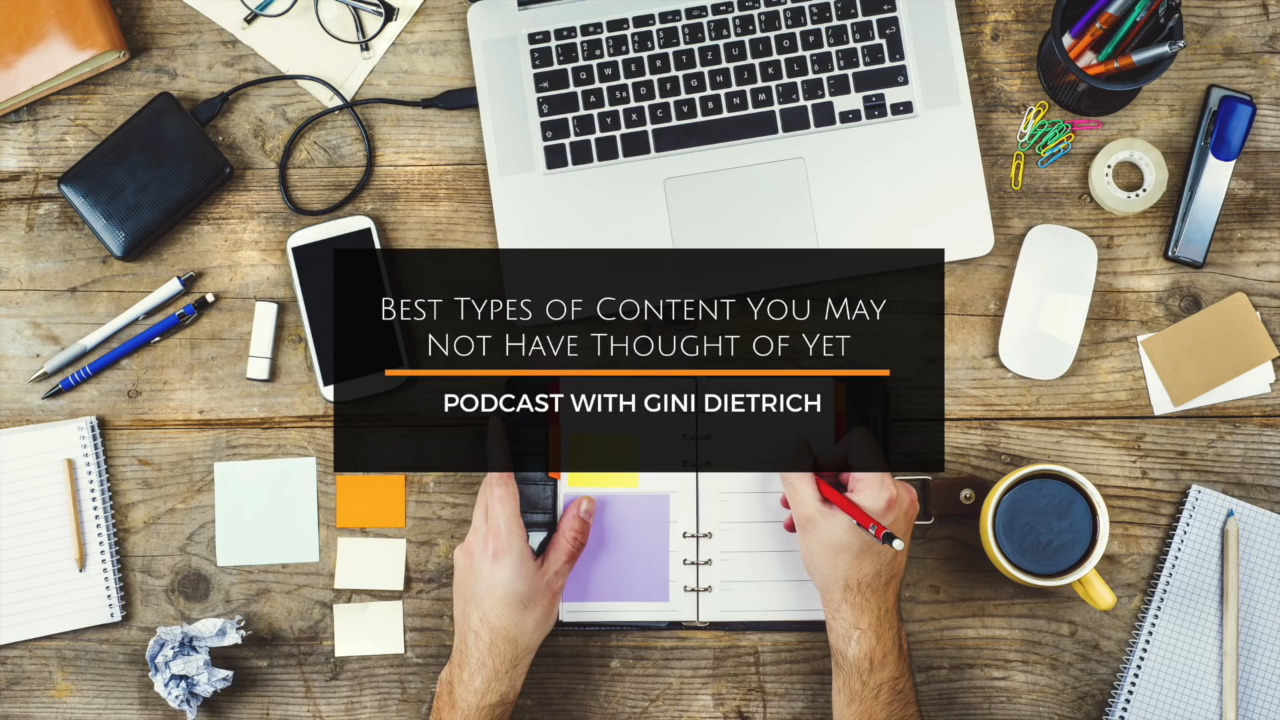 Best Types of Content You May
Not Have Thought of Yet
PODCAST WITH GINI DIETRICH